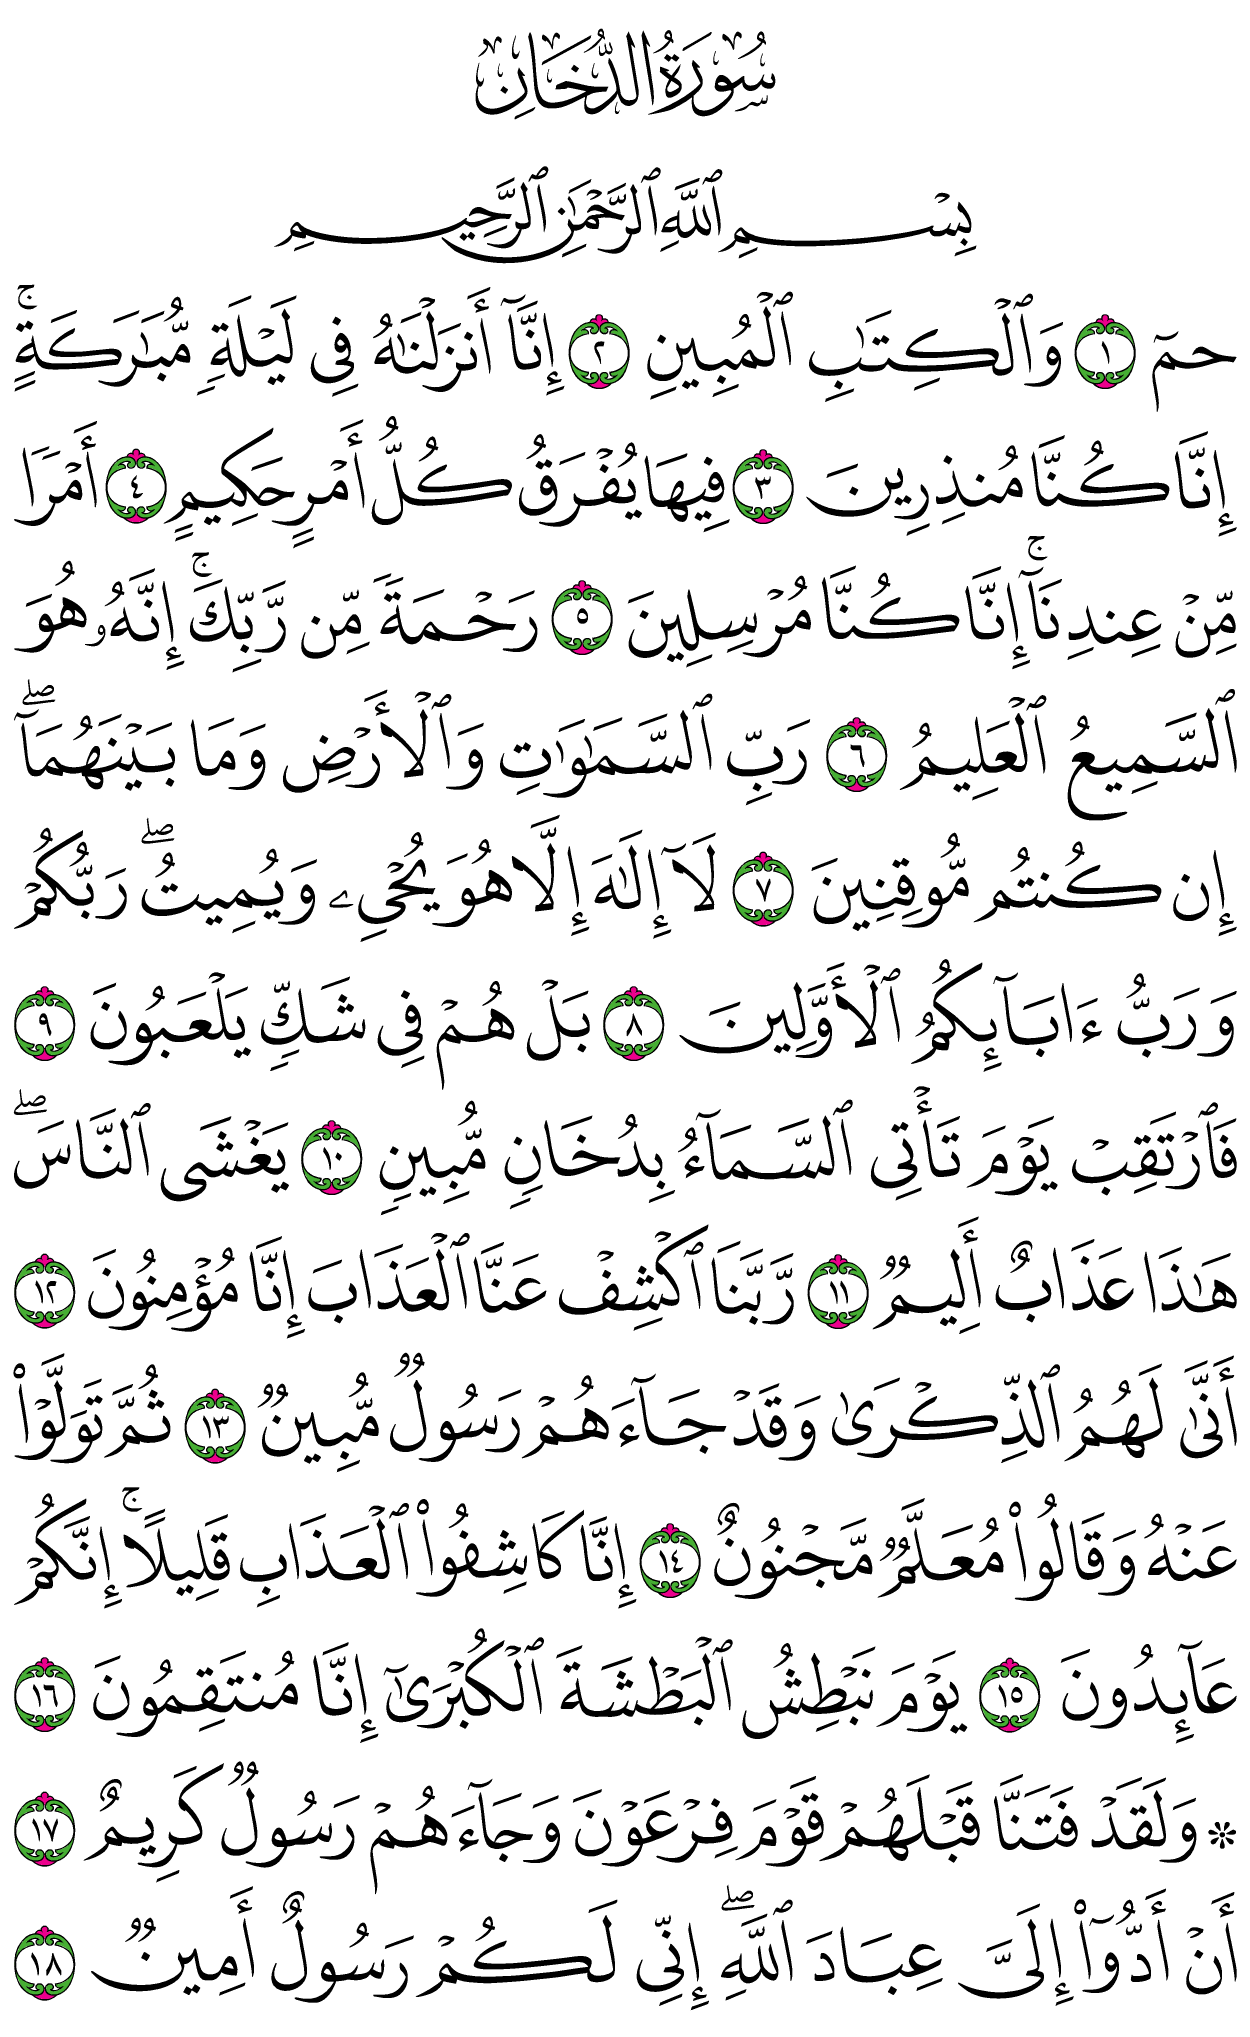 سُورَةُ الدُّخَانِ
بِسْمِ ٱللَّهِ ٱلرَّحْمَٰنِ ٱلرَّحِيمِ
حمٓ ١ وَٱلْكِتَٰبِ ٱلْمُبِينِ ٢ إِنَّآ أَنزَلْنَٰهُ فِى لَيْلَةٍ مُّبَٰرَكَةٍ ۚ
إِنَّا كُنَّا مُنذِرِينَ ٣ فِيهَا يُفْرَقُ كُلُّ أَمْرٍ حَكِيمٍ ٤ أَمْرًا
مِّنْ عِندِنَآ ۚ إِنَّا كُنَّا مُرْسِلِينَ ٥ رَحْمَةً مِّن رَّبِّكَ ۚ إِنَّهُۥ هُوَ
ٱلسَّمِيعُ ٱلْعَلِيمُ ٦ رَبِّ ٱلسَّمَٰوَٰتِ وَٱلْأَرْضِ وَمَا بَيْنَهُمَآ ۖ
إِن كُنتُم مُّوقِنِينَ ٧ لَآ إِلَٰهَ إِلَّا هُوَ يُحْىِۦ وَيُمِيتُ ۖ رَبُّكُمْ
وَرَبُّ ءَابَآئِكُمُ ٱلْأَوَّلِينَ ٨ بَلْ هُمْ فِى شَكٍّ يَلْعَبُونَ ٩
فَٱرْتَقِبْ يَوْمَ تَأْتِى ٱلسَّمَآءُ بِدُخَانٍ مُّبِينٍ ١٠ يَغْشَى ٱلنَّاسَ ۖ
هَٰذَا عَذَابٌ أَلِيمٌ ١١ رَّبَّنَا ٱكْشِفْ عَنَّا ٱلْعَذَابَ إِنَّا مُؤْمِنُونَ ١٢
أَنَّىٰ لَهُمُ ٱلذِّكْرَىٰ وَقَدْ جَآءَهُمْ رَسُولٌ مُّبِينٌ ١٣ ثُمَّ تَوَلَّوْا۟
عَنْهُ وَقَالُوا۟ مُعَلَّمٌ مَّجْنُونٌ ١٤ إِنَّا كَاشِفُوا۟ ٱلْعَذَابِ قَلِيلًا ۚ إِنَّكُمْ
عَآئِدُونَ ١٥ يَوْمَ نَبْطِشُ ٱلْبَطْشَةَ ٱلْكُبْرَىٰٓ إِنَّا مُنتَقِمُونَ ١٦
۞ وَلَقَدْ فَتَنَّا قَبْلَهُمْ قَوْمَ فِرْعَوْنَ وَجَآءَهُمْ رَسُولٌ كَرِيمٌ ١٧
أَنْ أَدُّوٓا۟ إِلَىَّ عِبَادَ ٱللَّهِ ۖ إِنِّى لَكُمْ رَسُولٌ أَمِينٌ ١٨